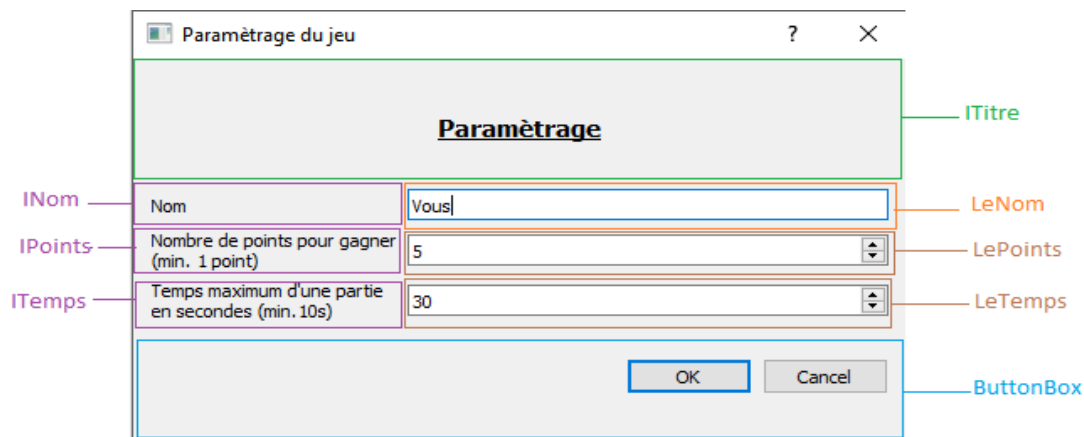 Paramètrage du jeu ? ×
Paramètrage
lTitre
lNom
Nom
Vous
LeNom
lPoints
Nombre de points pour gagner
(min. 1 point)
5
LePoints
lTemps
Temps maximum d'une partie
en secondes (min. 10s)
30
LeTemps
OK
Cancel
ButtonBox